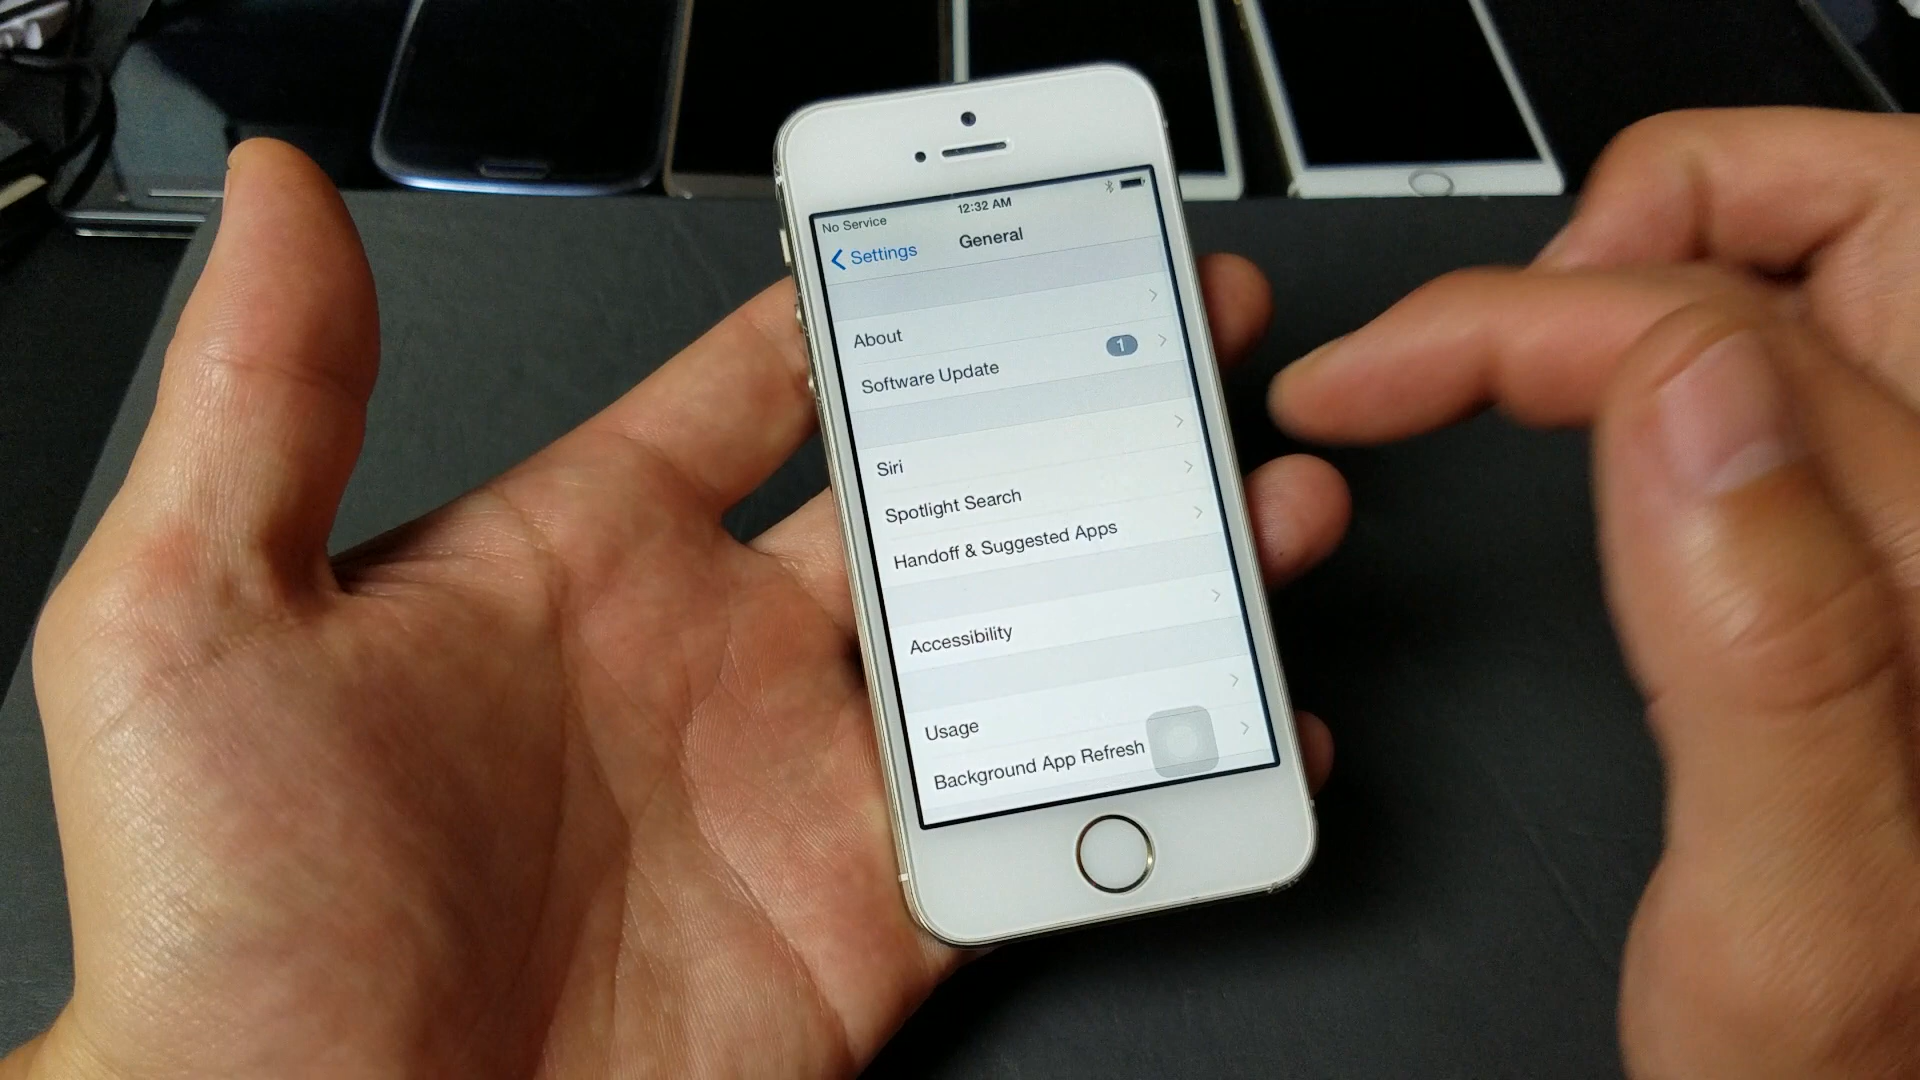 No Service
12:32 AM
Settings
General
About
Software Update
1
Siri
Spotlight Search
Handoff & Suggested Apps
Accessibility
Usage
Background App Refresh